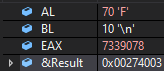 AL 70 'F'
BL 10 '\n'
EAX 7339078
&Result 0x00274003